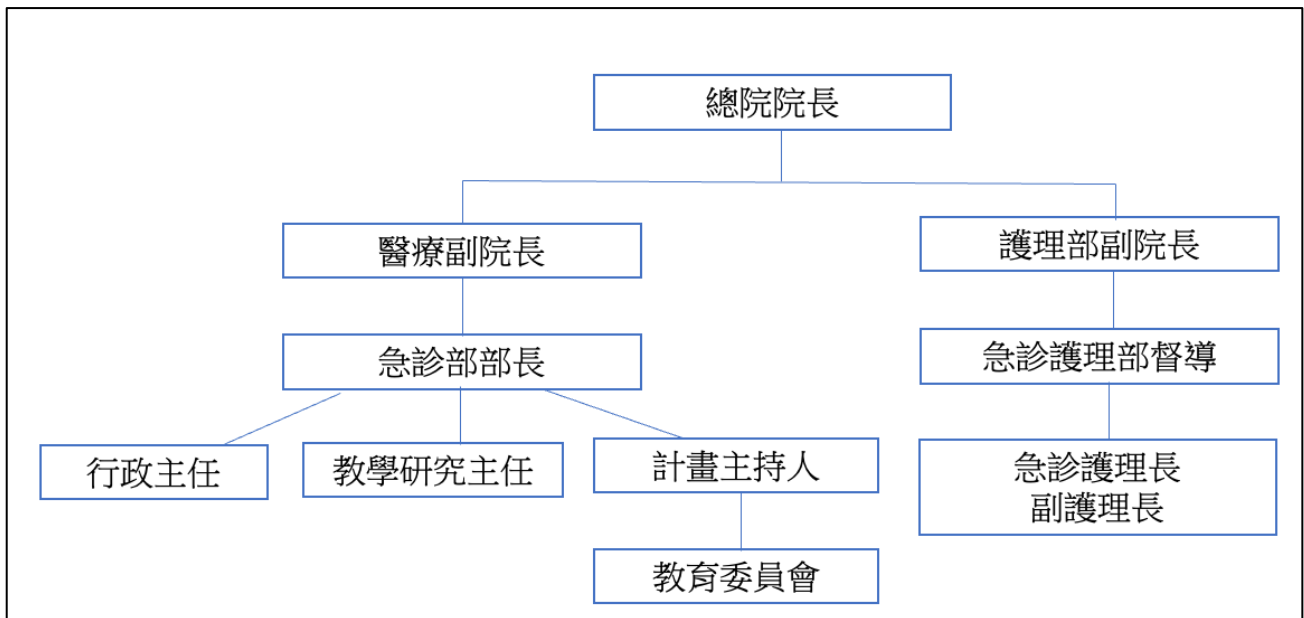 總院院長
醫療副院長
護理部副院長
急診部部長
急診護理部督導
行政主任
教學研究主任
計畫主持人
急診護理長
副護理長
教育委員會